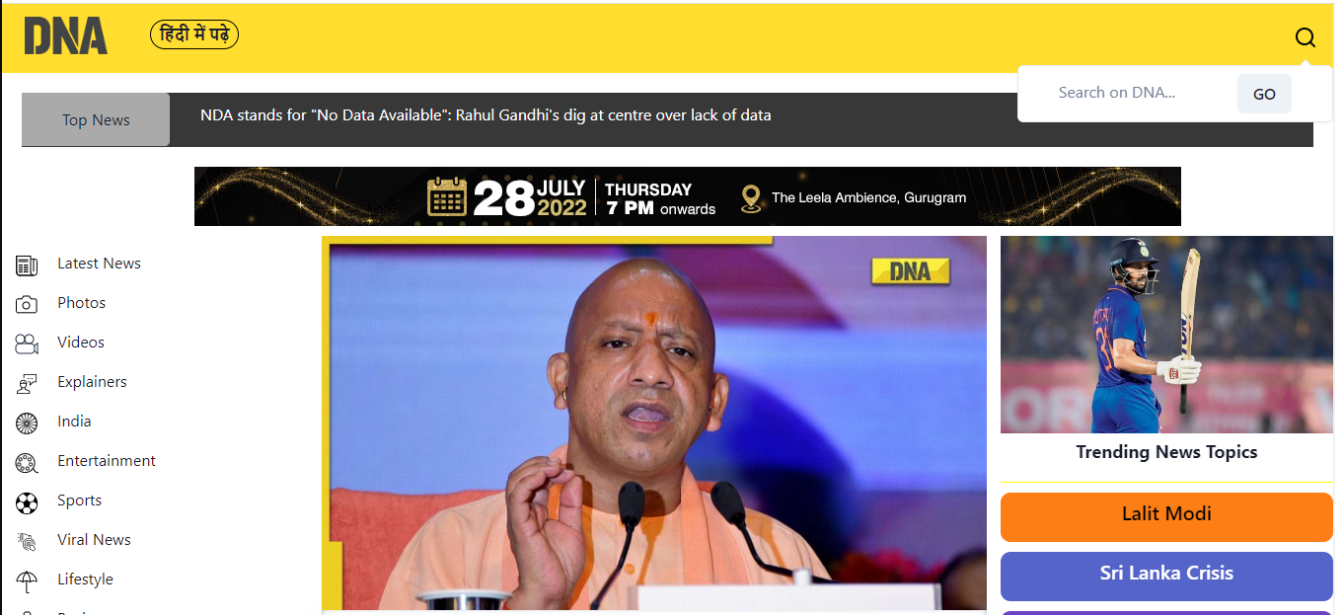 DNA
हिंदी में पढ़े
Search on DNA...
GO
Top News
NDA stands for "No Data Available": Rahul Gandhi's dig at centre over lack of data
28 JULY 2022
THURSDAY
7 PM onwards
The Leela Ambience, Gurugram
Latest News
Photos
Videos
Explainers
India
Entertainment
Sports
Viral News
Lifestyle
DNA
Trending News Topics
Lalit Modi
Sri Lanka Crisis